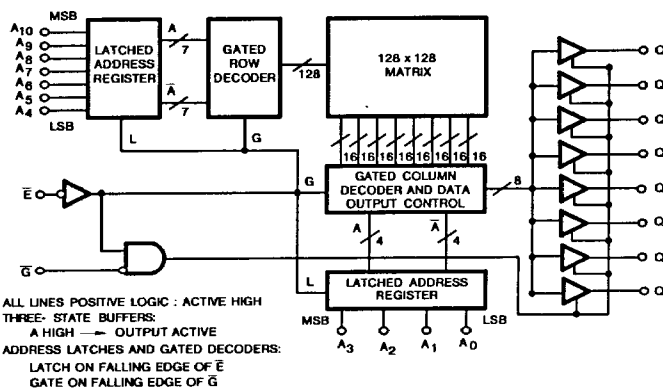 MSB
A10
A9
A8
A7
A6
A5
A4
LSB
LATCHED
ADDRESS
REGISTER
A
7
A̅
7
GATED
ROW
DECODER
128
128 x 128
MATRIX
16 16 16 16 16 16 16 16
L
G
E̅
G
GATED COLUMN
DECODER AND DATA
OUTPUT CONTROL
8
A
4
A̅
4
G̅
L
LATCHED ADDRESS
REGISTER
MSB
LSB
A3
A2
A1
A0
Q
Q
Q
Q
Q
Q
Q
Q
ALL LINES POSITIVE LOGIC : ACTIVE HIGH
THREE- STATE BUFFERS:
A HIGH → OUTPUT ACTIVE
ADDRESS LATCHES AND GATED DECODERS:
LATCH ON FALLING EDGE OF E̅
GATE ON FALLING EDGE OF G̅